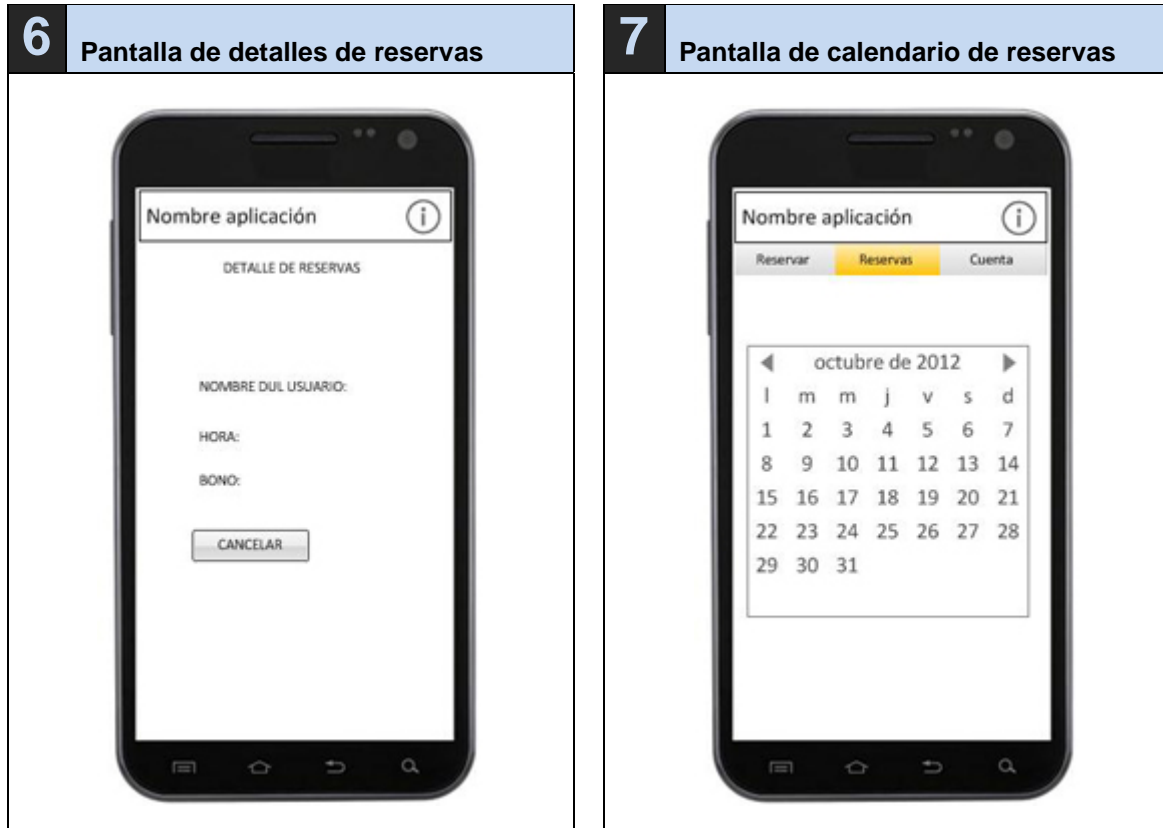 6
Pantalla de detalles de reservas
Nombre aplicación
i
DETALLE DE RESERVAS
NOMBRE DUL USUARIO:
HORA:
BONO:
CANCELAR
7
Pantalla de calendario de reservas
Nombre aplicación
i
Reservar Reservas Cuenta
octubre de 2012
l m m j v s d
1 2 3 4 5 6 7
8 9 10 11 12 13 14
15 16 17 18 19 20 21
22 23 24 25 26 27 28
29 30 31